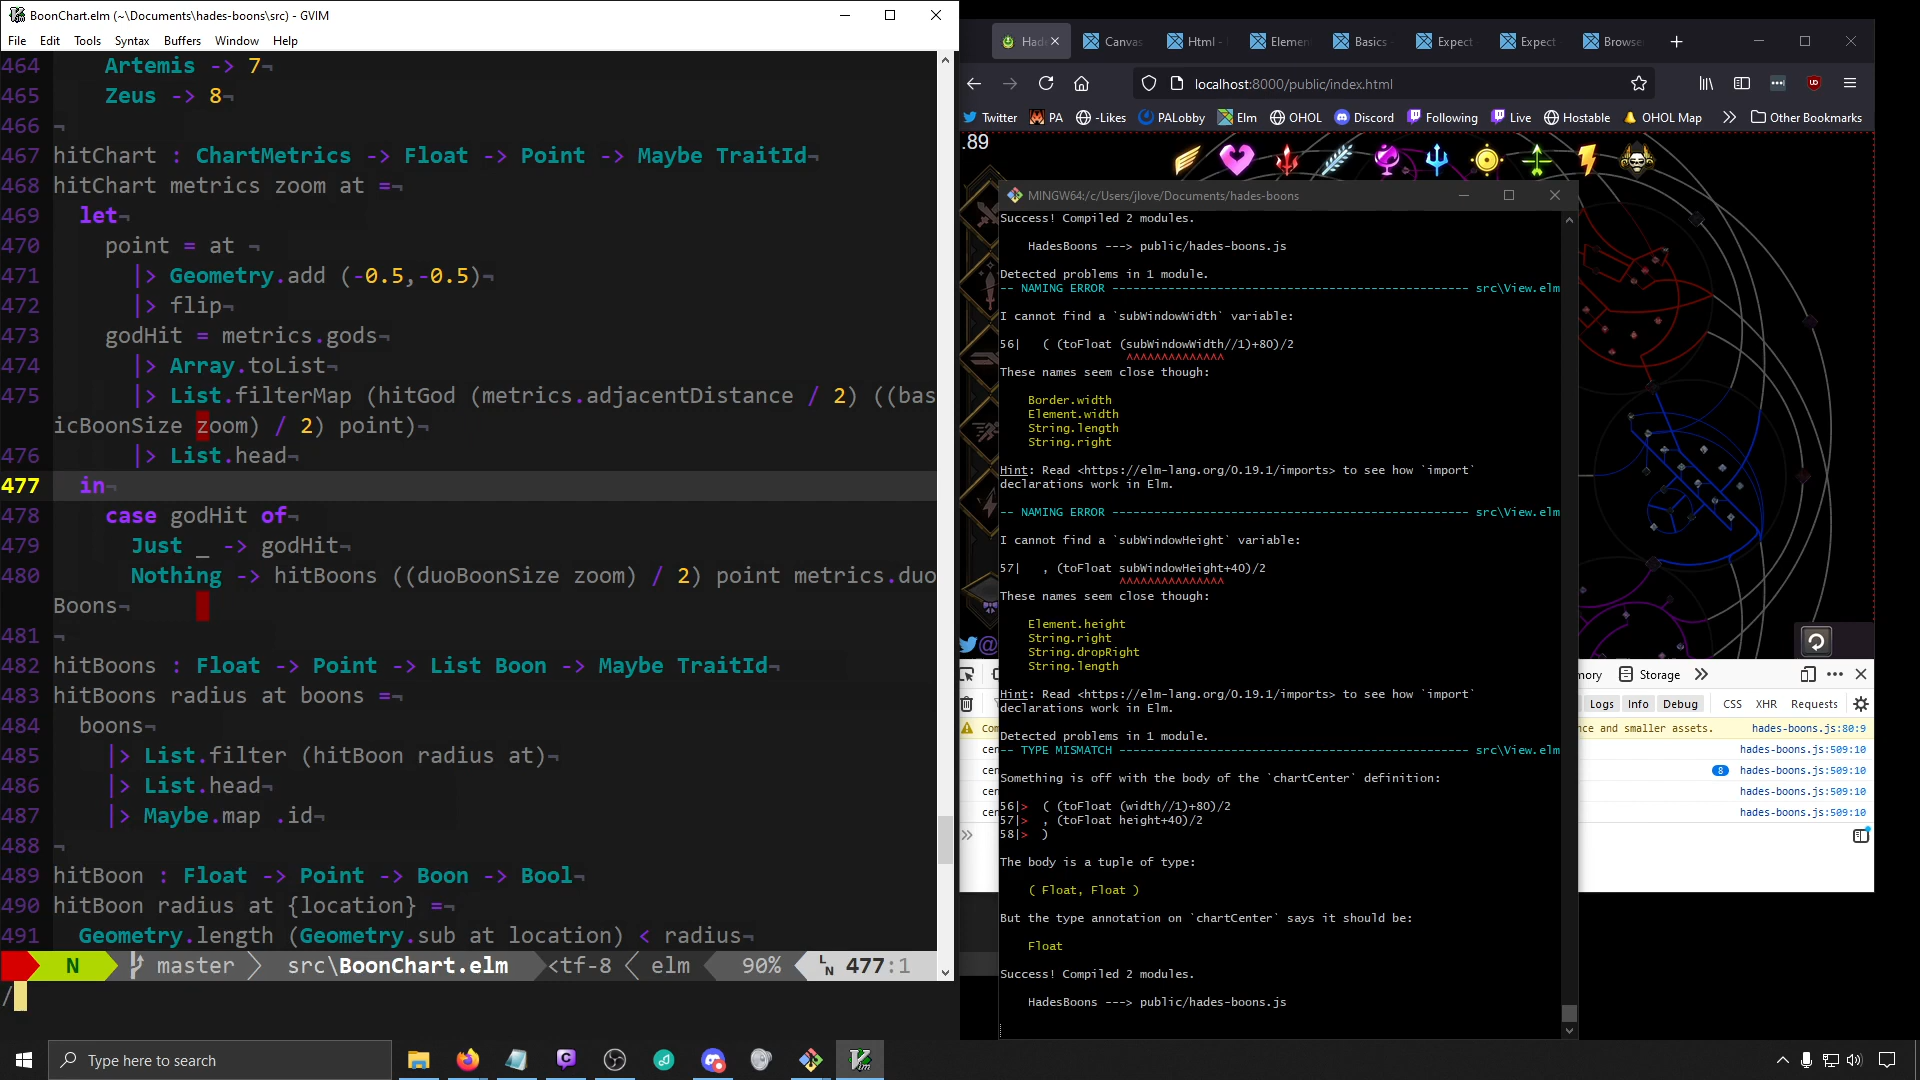 BoonChart.elm (~\Documents\hades-boons\src) - GVIM
File Edit Tools Syntax Buffers Window Help
464     Artemis -> 7¬
465     Zeus -> 8¬
466 ¬
467 hitChart : ChartMetrics -> Float -> Point -> Maybe TraitId¬
468 hitChart metrics zoom at =¬
469   let¬
470     point = at ¬
471       |> Geometry.add (-0.5,-0.5)¬
472       |> flip¬
473     godHit = metrics.gods¬
474       |> Array.toList¬
475       |> List.filterMap (hitGod (metrics.adjacentDistance / 2) ((bas
icBoonSize zoom) / 2) point)¬
476       |> List.head¬
477   in¬
478     case godHit of¬
479       Just _ -> godHit¬
480       Nothing -> hitBoons ((duoBoonSize zoom) / 2) point metrics.duo
Boons¬
481 ¬
482 hitBoons : Float -> Point -> List Boon -> Maybe TraitId¬
483 hitBoons radius at boons =¬
484   boons¬
485     |> List.filter (hitBoon radius at)¬
486     |> List.head¬
487     |> Maybe.map .id¬
488 ¬
489 hitBoon : Float -> Point -> Boon -> Bool¬
490 hitBoon radius at {location} =¬
491   Geometry.length (Geometry.sub at location) < radius¬
N master src\BoonChart.elm <tf-8 elm 90% LN 477:1
/
Type here to search
Had Canvas Html - Elemen Basics Expect Expect Browse
localhost:8000/public/index.html
Twitter PA -Likes PALobby Elm OHOL Discord Following Live Hostable OHOL Map Other Bookmarks
.89
MINGW64:/c/Users/jlove/Documents/hades-boons
Success! Compiled 2 modules.
    HadesBoons ---> public/hades-boons.js
Detected problems in 1 module.
-- NAMING ERROR --------------------------------------------------- src\View.elm
I cannot find a `subWindowWidth` variable:
56|   ( (toFloat (subWindowWidth//1)+80)/2
                  ^^^^^^^^^^^^^^
These names seem close though:
    Border.width
    Element.width
    String.length
    String.right
Hint: Read <https://elm-lang.org/0.19.1/imports> to see how `import`
declarations work in Elm.
-- NAMING ERROR --------------------------------------------------- src\View.elm
I cannot find a `subWindowHeight` variable:
57|   , (toFloat subWindowHeight+40)/2
                 ^^^^^^^^^^^^^^^
These names seem close though:
    Element.height
    String.right
    String.dropRight
    String.length
Hint: Read <https://elm-lang.org/0.19.1/imports> to see how `import`
declarations work in Elm.
Detected problems in 1 module.
-- TYPE MISMATCH -------------------------------------------------- src\View.elm
Something is off with the body of the `chartCenter` definition:
56|>  ( (toFloat (width//1)+80)/2
57|>  , (toFloat height+40)/2
58|>  )
The body is a tuple of type:
    ( Float, Float )
But the type annotation on `chartCenter` says it should be:
    Float
Success! Compiled 2 modules.
    HadesBoons ---> public/hades-boons.js
mory Storage
Logs Info Debug CSS XHR Requests
Com nce and smaller assets. hades-boons.js:80:9
cen hades-boons.js:509:10
cen 8 hades-boons.js:509:10
cen hades-boons.js:509:10
cen hades-boons.js:509:10